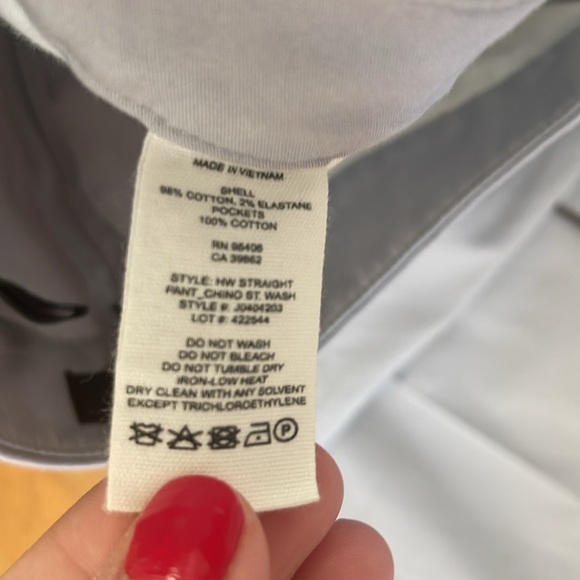 MADE IN VIETNAM
SHELL
98% COTTON, 2% ELASTANE
POCKETS
100% COTTON
RN 98406
CA 39862
STYLE: HW STRAIGHT
PANT_CHINO ST. WASH
STYLE #: J0404203
LOT #: 422544
DO NOT WASH
DO NOT BLEACH
DO NOT TUMBLE DRY
IRON-LOW HEAT
DRY CLEAN WITH ANY SOLVENT
EXCEPT TRICHLOROETHYLENE
P